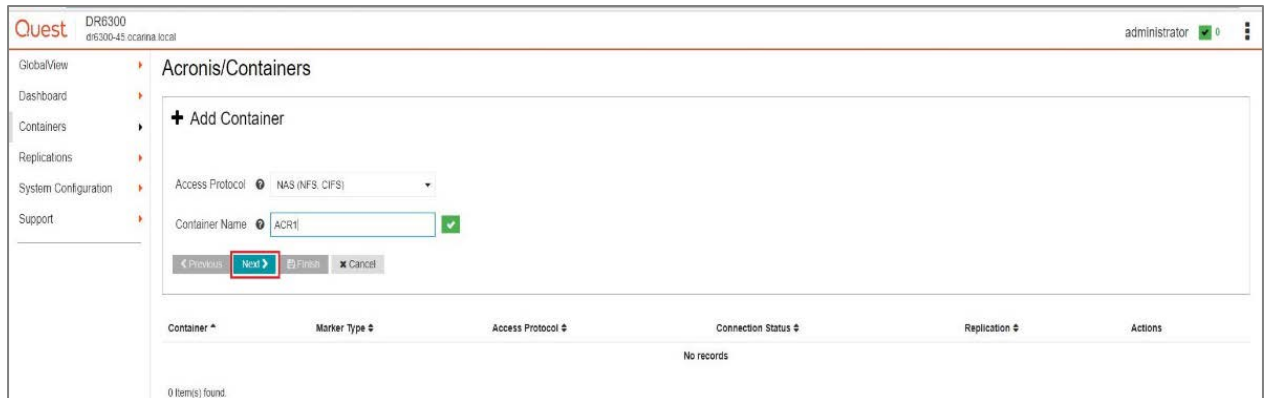 Quest
DR6300
dr6300-45.ocarina.local
administrator 0
GlobalView
Dashboard
Containers
Replications
System Configuration
Support
Acronis/Containers
Add Container
Access Protocol NAS (NFS, CIFS)
Container Name ACR1
Previous Next Finish Cancel
Container Marker Type Access Protocol Connection Status Replication Actions
No records
0 Item(s) found.